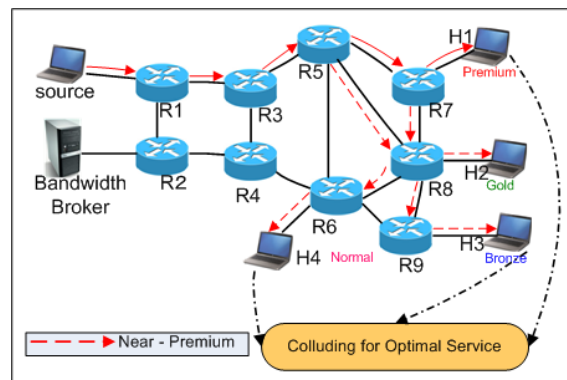 H1
R5
Premium
source
R1
R3
R7
H2
Gold
Bandwidth
Broker
R2
R4
R8
R6
H4
Normal
R9
H3
Bronze
Near - Premium
Colluding for Optimal Service